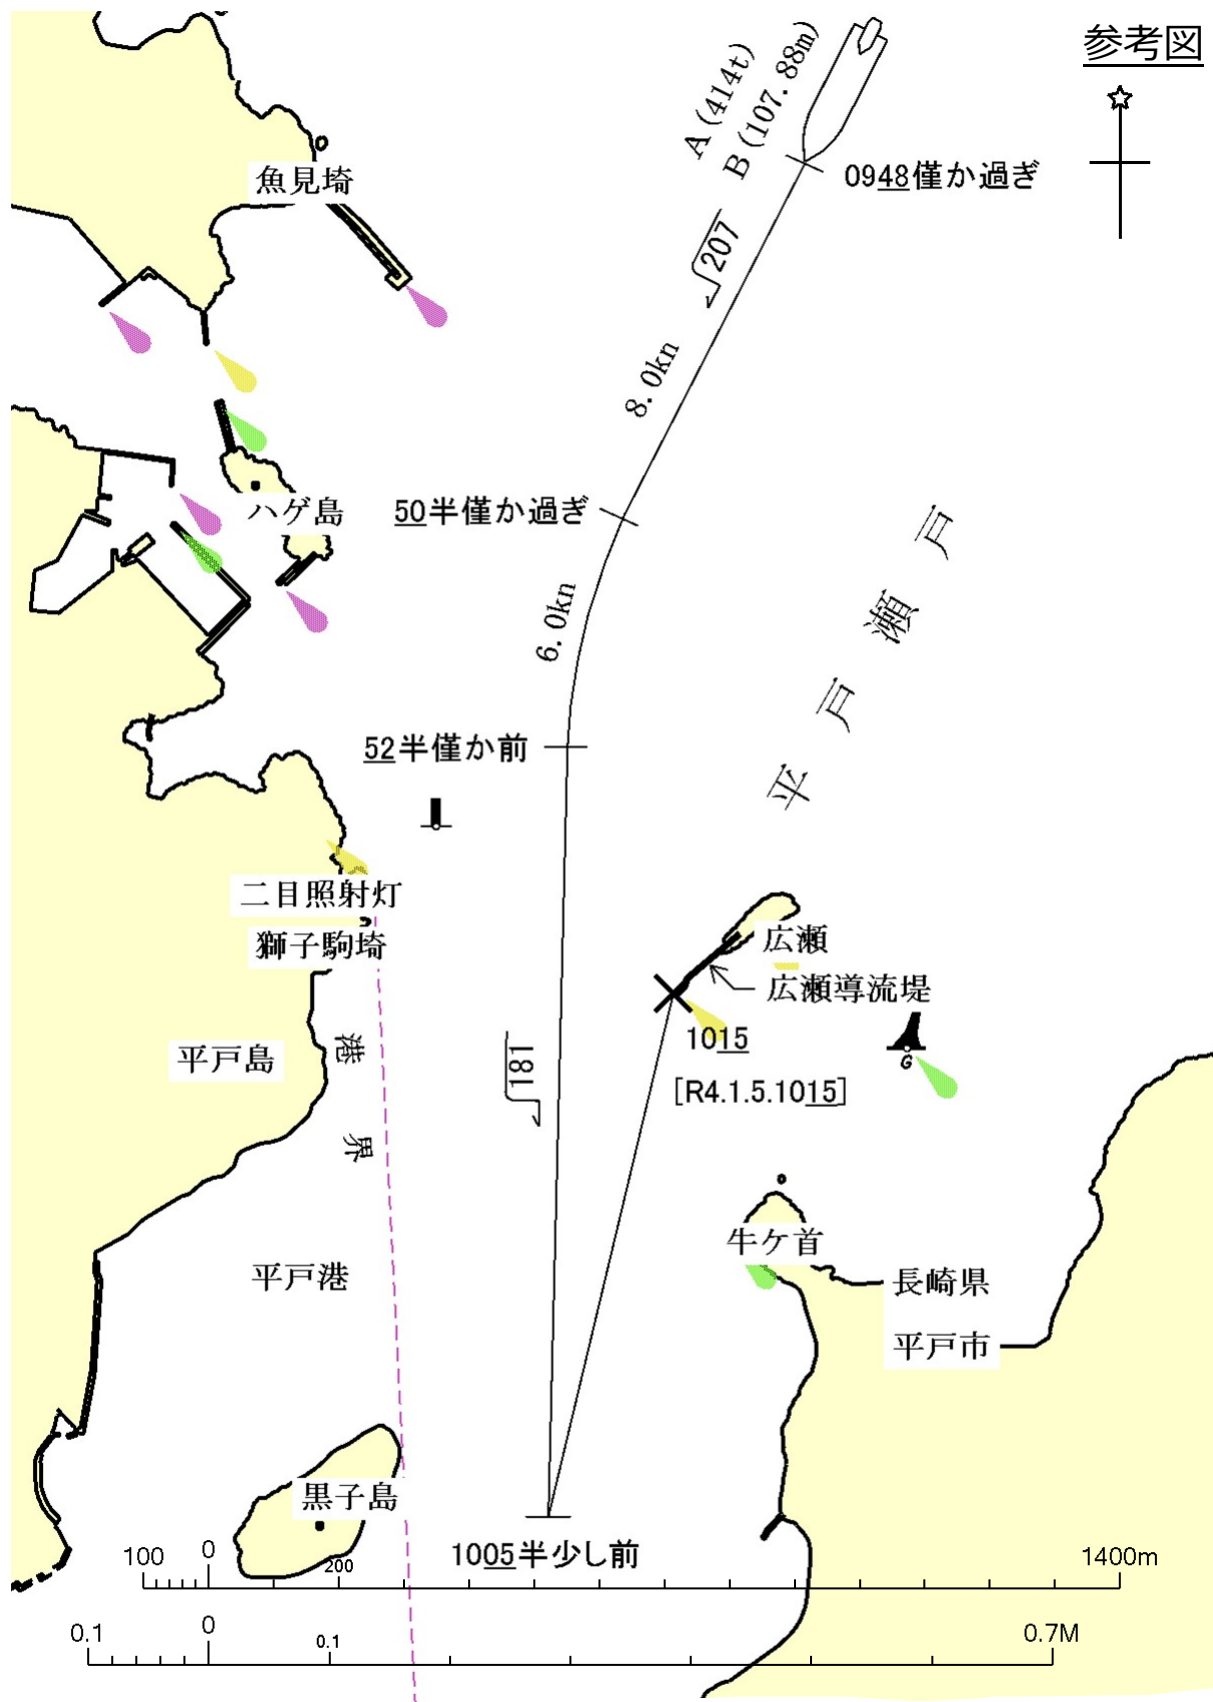 参考図
A(414t)
B(107.88m)
0948僅か過ぎ
魚見埼
207
8.0kn
ハゲ島
50半僅か過ぎ
平戸瀬戸
6.0kn
52半僅か前
二目照射灯
獅子駒埼
広瀬
広瀬導流堤
1015
[R4.1.5.1015]
G
平戸島
港界
181
牛ケ首
平戸港
長崎県
平戸市
黒子島
1005半少し前
100 0 200 1400m
0.1 0 0.1 0.7M